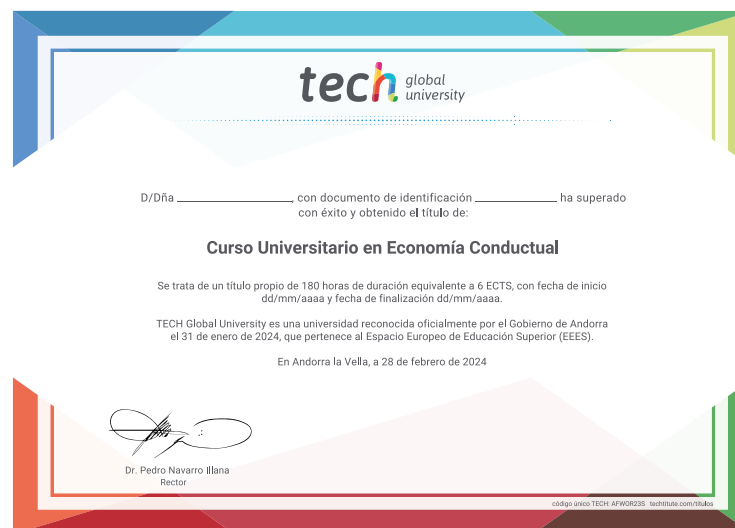 tech global university
D/Dña ______________, con documento de identificación __________ ha superado
con éxito y obtenido el título de:
Curso Universitario en Economía Conductual
Se trata de un título propio de 180 horas de duración equivalente a 6 ECTS, con fecha de inicio
dd/mm/aaaa y fecha de finalización dd/mm/aaaa.
TECH Global University es una universidad reconocida oficialmente por el Gobierno de Andorra
el 31 de enero de 2024, que pertenece al Espacio Europeo de Educación Superior (EEES).
En Andorra la Vella, a 28 de febrero de 2024
Dr. Pedro Navarro Illana
Rector
código único TECH: AFWOR23S techtitute.com/titulos